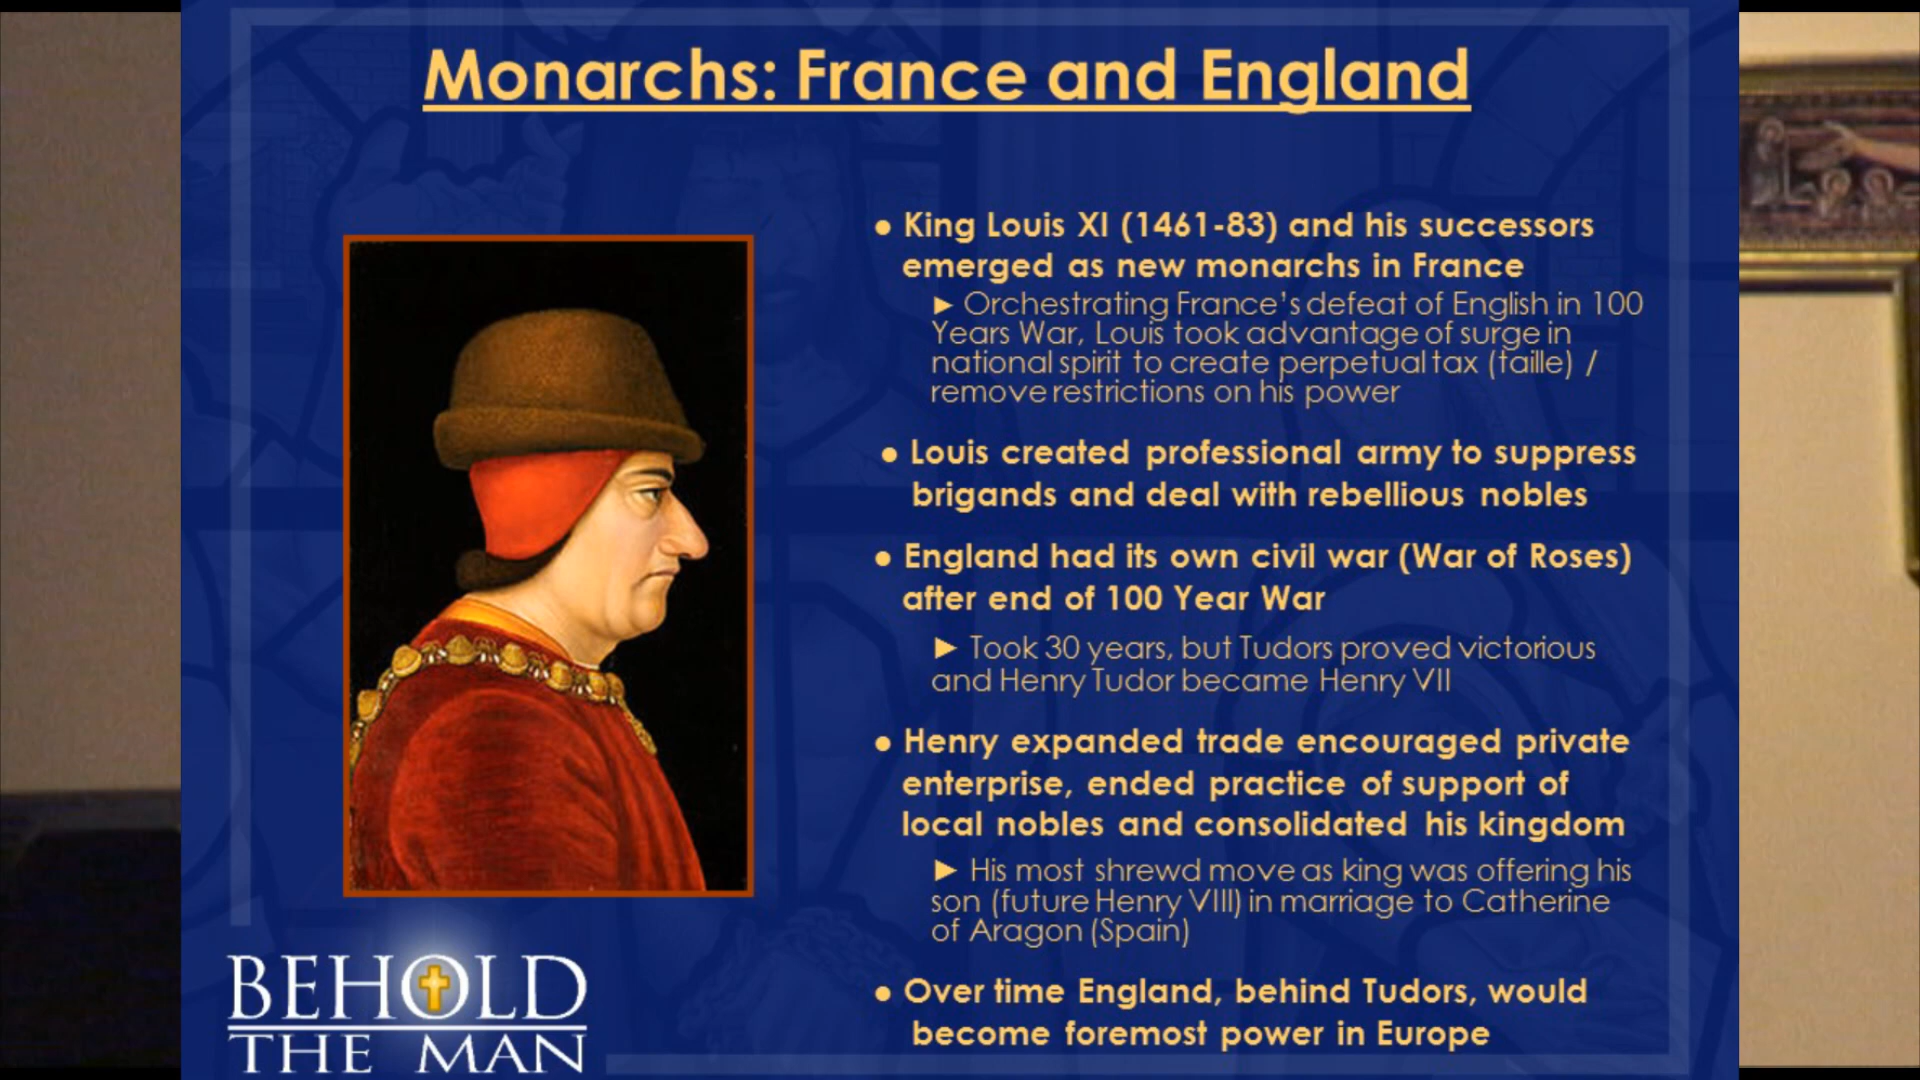 Monarchs: France and England
● King Louis XI (1461-83) and his successors
emerged as new monarchs in France
► Orchestrating France's defeat of English in 100
Years War, Louis took advantage of surge in
national spirit to create perpetual tax (taille) /
remove restrictions on his power
● Louis created professional army to suppress
brigands and deal with rebellious nobles
● England had its own civil war (War of Roses)
after end of 100 Year War
► Took 30 years, but Tudors proved victorious
and Henry Tudor became Henry VII
● Henry expanded trade encouraged private
enterprise, ended practice of support of
local nobles and consolidated his kingdom
► His most shrewd move as king was offering his
son (future Henry VIII) in marriage to Catherine
of Aragon (Spain)
● Over time England, behind Tudors, would
become foremost power in Europe
BEHOLD
THE MAN